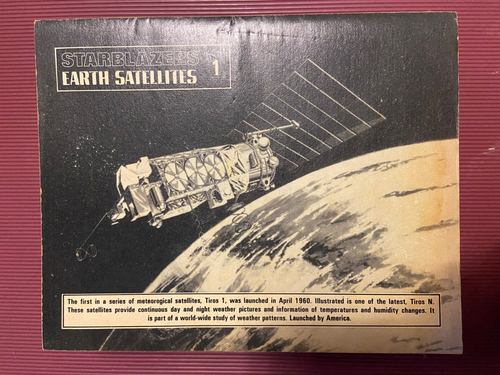 STARBLAZERS
EARTH SATELLITES 1
The first in a series of meteorogical satellites, Tiros 1, was launched in April 1960. Illustrated is one of the latest, Tiros N.
These satellites provide continuous day and night weather pictures and information of temperatures and humidity changes. It
is part of a world-wide study of weather patterns. Launched by America.